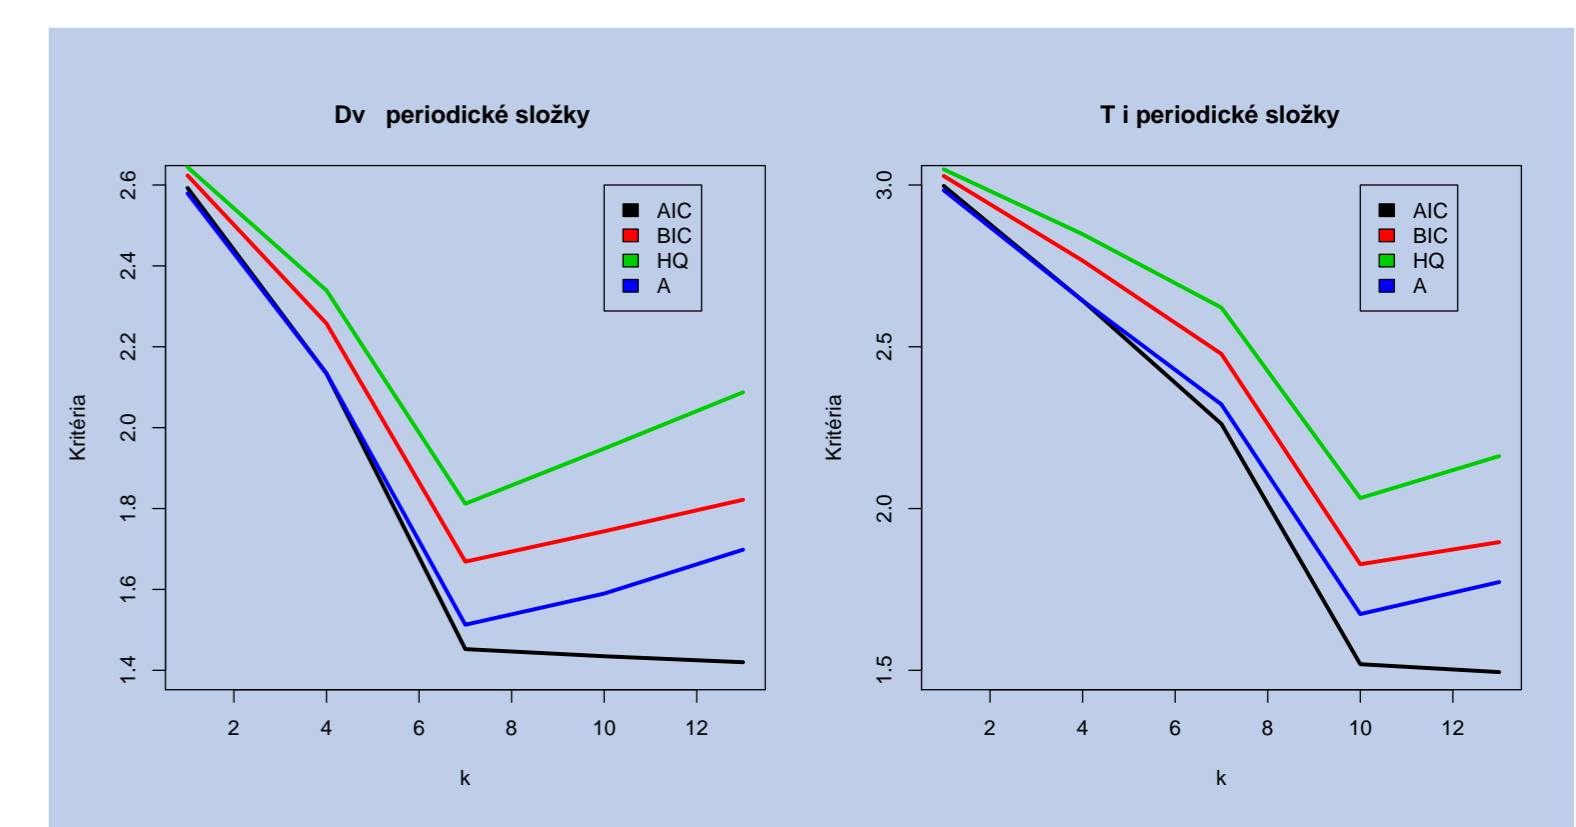 Dv periodické složky
Kritéria
2.6
2.4
2.2
2.0
1.8
1.6
1.4
AIC
BIC
HQ
A
2 4 6 8 10 12
k
T i periodické složky
Kritéria
3.0
2.5
2.0
1.5
AIC
BIC
HQ
A
2 4 6 8 10 12
k